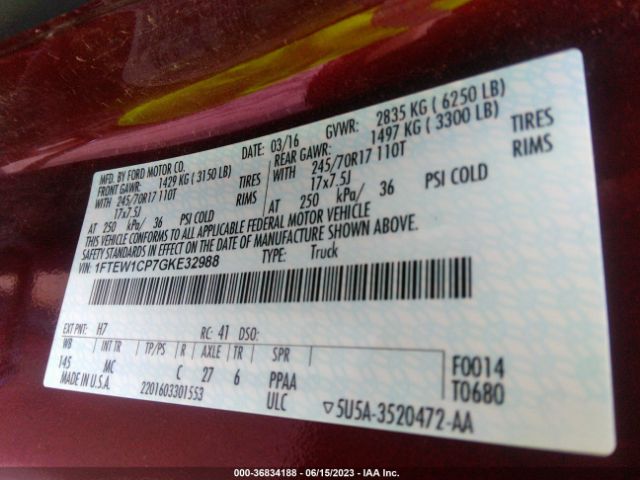 MFD. BY FORD MOTOR CO.
DATE: 03/16 GVWR: 2835 KG ( 6250 LB)
FRONT GAWR: 1429 KG ( 3150 LB) REAR GAWR: 1497 KG ( 3300 LB)
WITH 245/70R17 110T TIRES WITH 245/70R17 110T TIRES
17x7.5J RIMS 17x7.5J RIMS
AT 250 kPa/ 36 PSI COLD AT 250 kPa/ 36 PSI COLD
THIS VEHICLE CONFORMS TO ALL APPLICABLE FEDERAL MOTOR VEHICLE
SAFETY STANDARDS IN EFFECT ON THE DATE OF MANUFACTURE SHOWN ABOVE.
VIN: 1FTEW1CP7GKE32988 TYPE: Truck
EXT PNT: H7 RC: 41 DSO:
WB INT TR TP/PS R AXLE TR SPR F0014
145 MC C 27 6 PPAA T0680
MADE IN U.S.A. 2201603301553 ULC ▽5U5A-3520472-AA
000-36834188 - 06/15/2023 - IAA Inc.